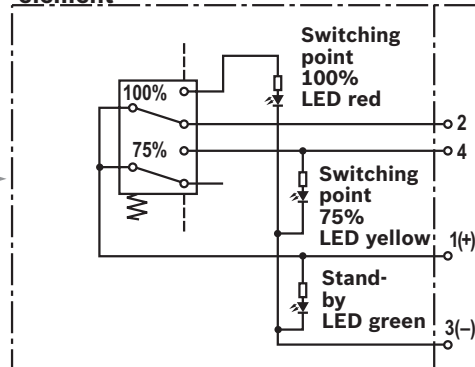 element
Switching
point
100%
LED red
100%
2
75%
4
Switching
point
75%
LED yellow
1(+)
Stand-
by
LED green
3(–)